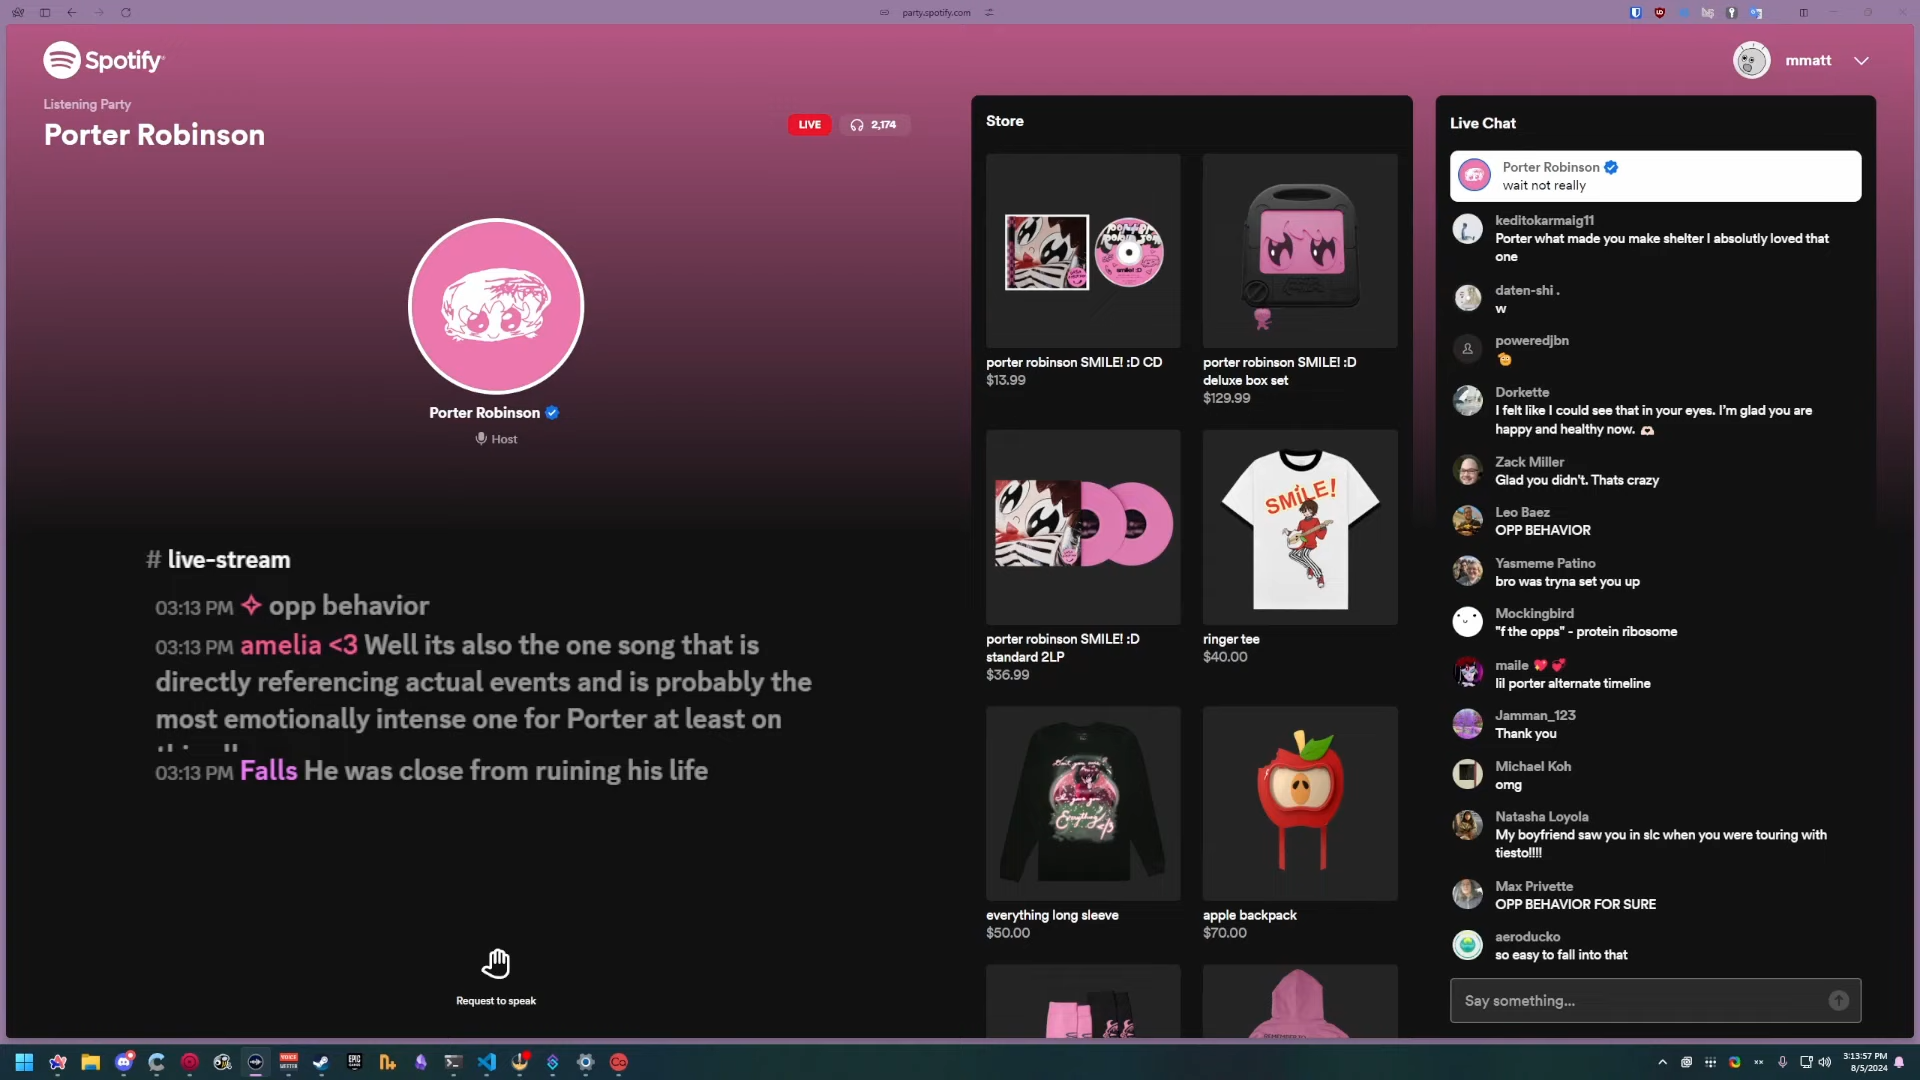 party.spotify.com
Spotify
mmatt
Listening Party
Porter Robinson
LIVE
2,174
Porter Robinson
Host
# live-stream
03:13 PM opp behavior
03:13 PM amelia <3 Well its also the one song that is
directly referencing actual events and is probably the
most emotionally intense one for Porter at least on
03:13 PM Falls He was close from ruining his life
Request to speak
Store
porter robinson SMILE! :D CD
$13.99
porter robinson SMILE! :D
deluxe box set
$129.99
porter robinson SMILE! :D
standard 2LP
$36.99
SMiLE!
ringer tee
$40.00
everything long sleeve
$50.00
apple backpack
$70.00
Live Chat
Porter Robinson
wait not really
keditokarmaig11
Porter what made you make shelter I absolutly loved that
one
daten-shi .
w
poweredjbn
Dorkette
I felt like I could see that in your eyes. I'm glad you are
happy and healthy now. 🫶🏻
Zack Miller
Glad you didn't. Thats crazy
Leo Baez
OPP BEHAVIOR
Yasmeme Patino
bro was tryna set you up
Mockingbird
"f the opps" - protein ribosome
maile 💖 💞
lil porter alternate timeline
Jamman_123
Thank you
Michael Koh
omg
Natasha Loyola
My boyfriend saw you in slc when you were touring with
tiesto!!!!
Max Privette
OPP BEHAVIOR FOR SURE
aeroducko
so easy to fall into that
Say something...
3:13:57 PM
8/5/2024